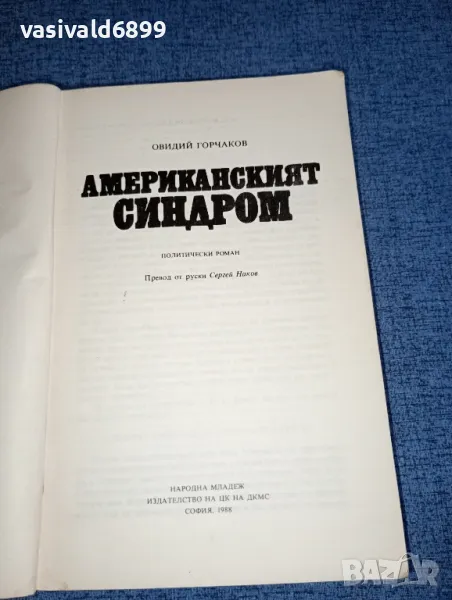 vasivald6899
ОВИДИЙ ГОРЧАКОВ
АМЕРИКАНСКИЯТ
СИНДРОМ
ПОЛИТИЧЕСКИ РОМАН
Превод от руски Сергей Наков
НАРОДНА МЛАДЕЖ
ИЗДАТЕЛСТВО НА ЦК НА ДКМС
СОФИЯ, 1988
BAZAR